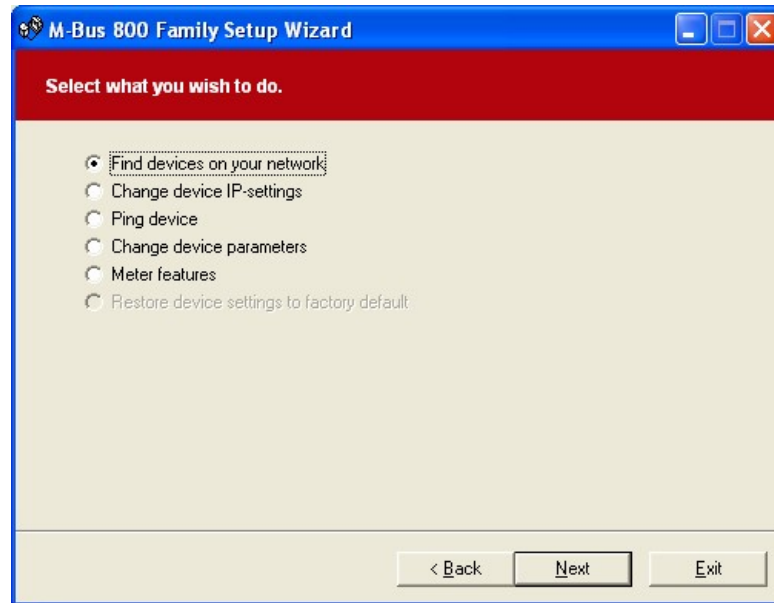 M-Bus 800 Family Setup Wizard
Select what you wish to do.
Find devices on your network
Change device IP-settings
Ping device
Change device parameters
Meter features
Restore device settings to factory default
< Back Next Exit